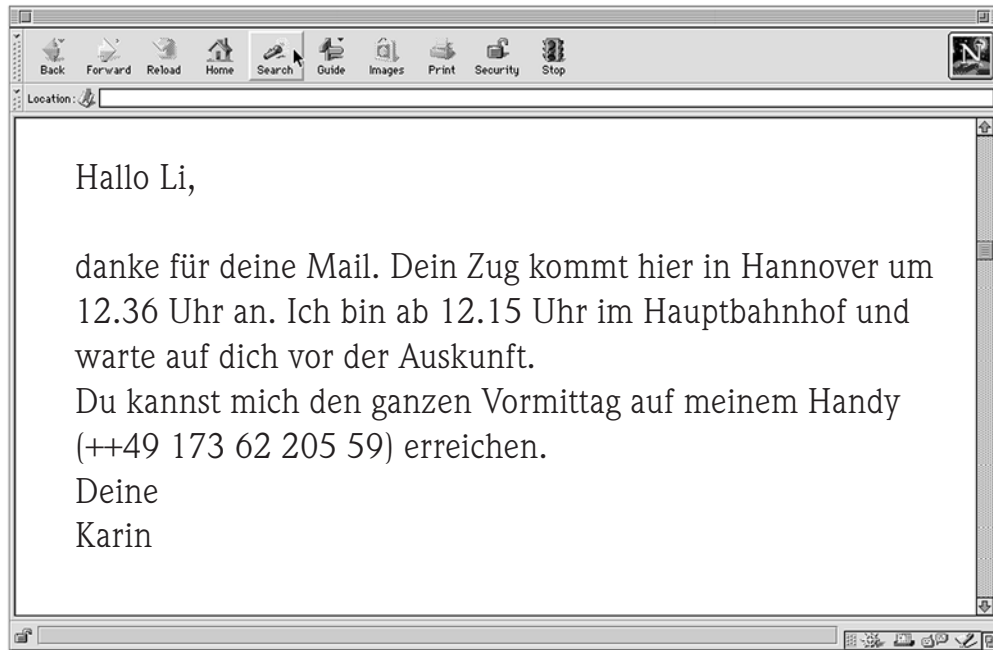 Back Forward Reload Home Search Guide Images Print Security Stop
N
Location:
Hallo Li,
danke für deine Mail. Dein Zug kommt hier in Hannover um
12.36 Uhr an. Ich bin ab 12.15 Uhr im Hauptbahnhof und
warte auf dich vor der Auskunft.
Du kannst mich den ganzen Vormittag auf meinem Handy
(++49 173 62 205 59) erreichen.
Deine
Karin